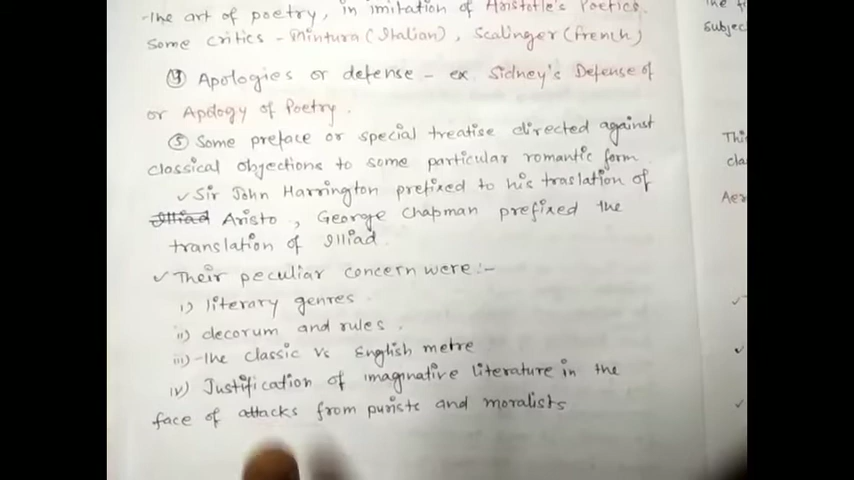 the art of poetry, in imitation of Aristotle's Poetics.
Some critics - Mintura (Italian), Scalinger (French)
④ Apologies or defense - ex Sidney's Defense of
or Apology of Poetry.
⑤ Some preface or special treatise directed against
classical objections to some particular romantic form
✓ Sir John Harrington prefixed to his traslation of
Illiad Aristo, George Chapman prefixed the
translation of Illiad.
✓ Their peculiar concern were :-
i) literary genres
ii) decorum and rules.
iii) the classic vs English metre
iv) Justification of imaginative literature in the
face of attacks from purists and moralists
subjec
Thi
cla
Aer